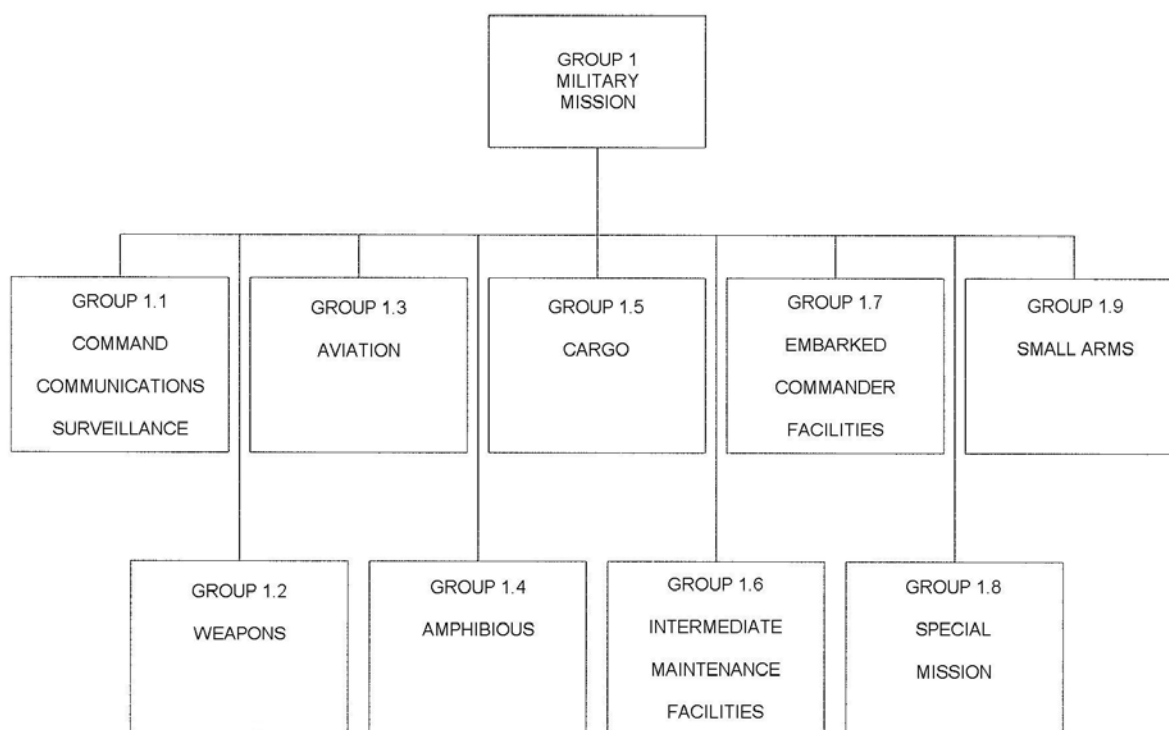 GROUP 1
MILITARY
MISSION
GROUP 1.1
COMMAND
COMMUNICATIONS
SURVEILLANCE
GROUP 1.3
AVIATION
GROUP 1.5
CARGO
GROUP 1.7
EMBARKED
COMMANDER
FACILITIES
GROUP 1.9
SMALL ARMS
GROUP 1.2
WEAPONS
GROUP 1.4
AMPHIBIOUS
GROUP 1.6
INTERMEDIATE
MAINTENANCE
FACILITIES
GROUP 1.8
SPECIAL
MISSION